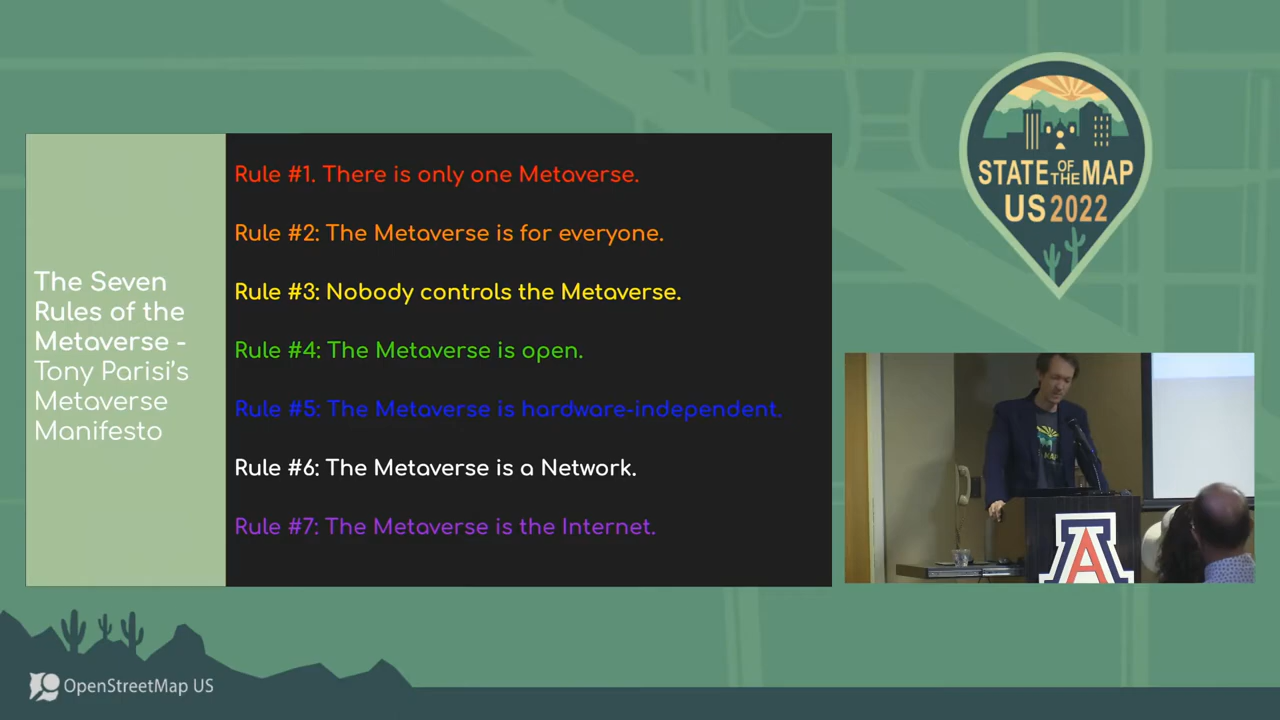 The Seven
Rules of the
Metaverse -
Tony Parisi's
Metaverse
Manifesto
Rule #1. There is only one Metaverse.
Rule #2: The Metaverse is for everyone.
Rule #3: Nobody controls the Metaverse.
Rule #4: The Metaverse is open.
Rule #5: The Metaverse is hardware-independent.
Rule #6: The Metaverse is a Network.
Rule #7: The Metaverse is the Internet.
STATE OF THE MAP
US 2022
A
OpenStreetMap US